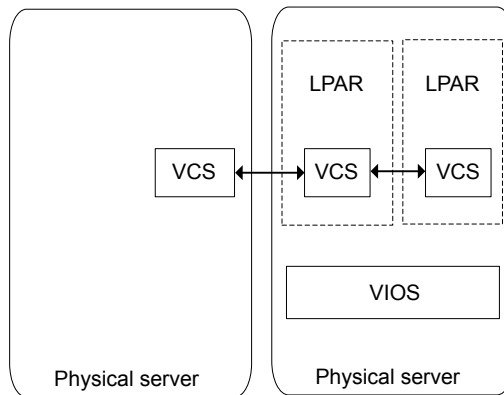 LPAR
LPAR
VCS
VCS
VCS
VIOS
Physical server
Physical server